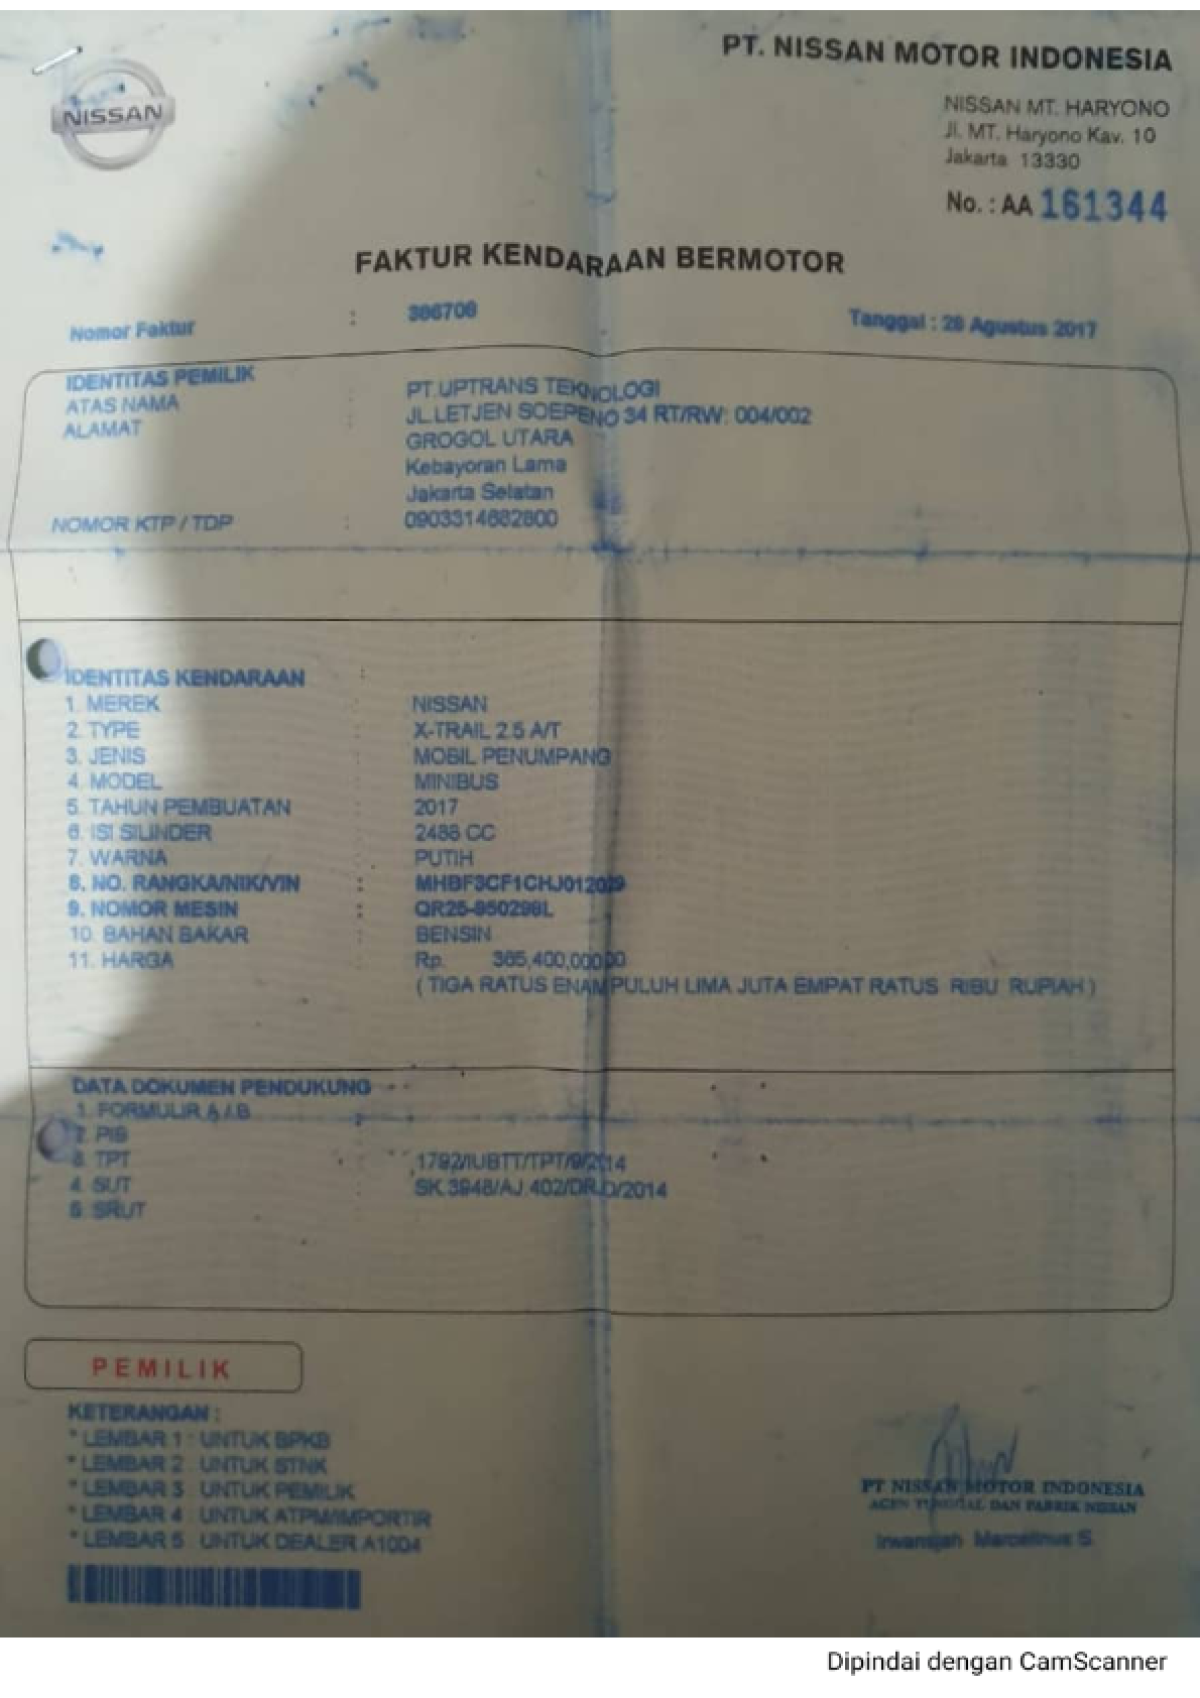 NISSAN
PT. NISSAN MOTOR INDONESIA
NISSAN MT. HARYONO
Jl. MT. Haryono Kav. 10
Jakarta 13330
No. : AA 161344
FAKTUR KENDARAAN BERMOTOR
Nomor Faktur : 386708
Tanggal : 28 Agustus 2017
IDENTITAS PEMILIK
ATAS NAMA : PT.UPTRANS TEKNOLOGI
ALAMAT : JL.LETJEN SOEPENO 34 RT/RW: 004/002
GROGOL UTARA
Kebayoran Lama
Jakarta Selatan
NOMOR KTP / TDP : 0903314682800
IDENTITAS KENDARAAN :
1. MEREK : NISSAN
2. TYPE : X-TRAIL 2.5 A/T
3. JENIS : MOBIL PENUMPANG
4. MODEL : MINIBUS
5. TAHUN PEMBUATAN : 2017
6. ISI SILINDER : 2488 CC
7. WARNA : PUTIH
8. NO. RANGKA/NIK/VIN : MHBF3CF1CHJ012029
9. NOMOR MESIN : QR25-950298L
10. BAHAN BAKAR : BENSIN
11. HARGA : Rp. 365,400,000.00
( TIGA RATUS ENAM PULUH LIMA JUTA EMPAT RATUS RIBU RUPIAH )
DATA DOKUMEN PENDUKUNG
1. FORMULIR A / B :
2. PIB :
3. TPT : 1792/IUBTT/TPT/9/2014
4. SUT : SK.3948/AJ.402/DRJD/2014
5. SRUT
PEMILIK
KETERANGAN :
* LEMBAR 1 : UNTUK BPKB
* LEMBAR 2 : UNTUK STNK
* LEMBAR 3 : UNTUK PEMILIK
* LEMBAR 4 : UNTUK ATPM/IMPORTIR
* LEMBAR 5 : UNTUK DEALER A1004
PT NISSAN MOTOR INDONESIA
AGEN TUNGGAL DAN PABRIK NISSAN
Irwansjah Marcelinus S.
Dipindai dengan CamScanner